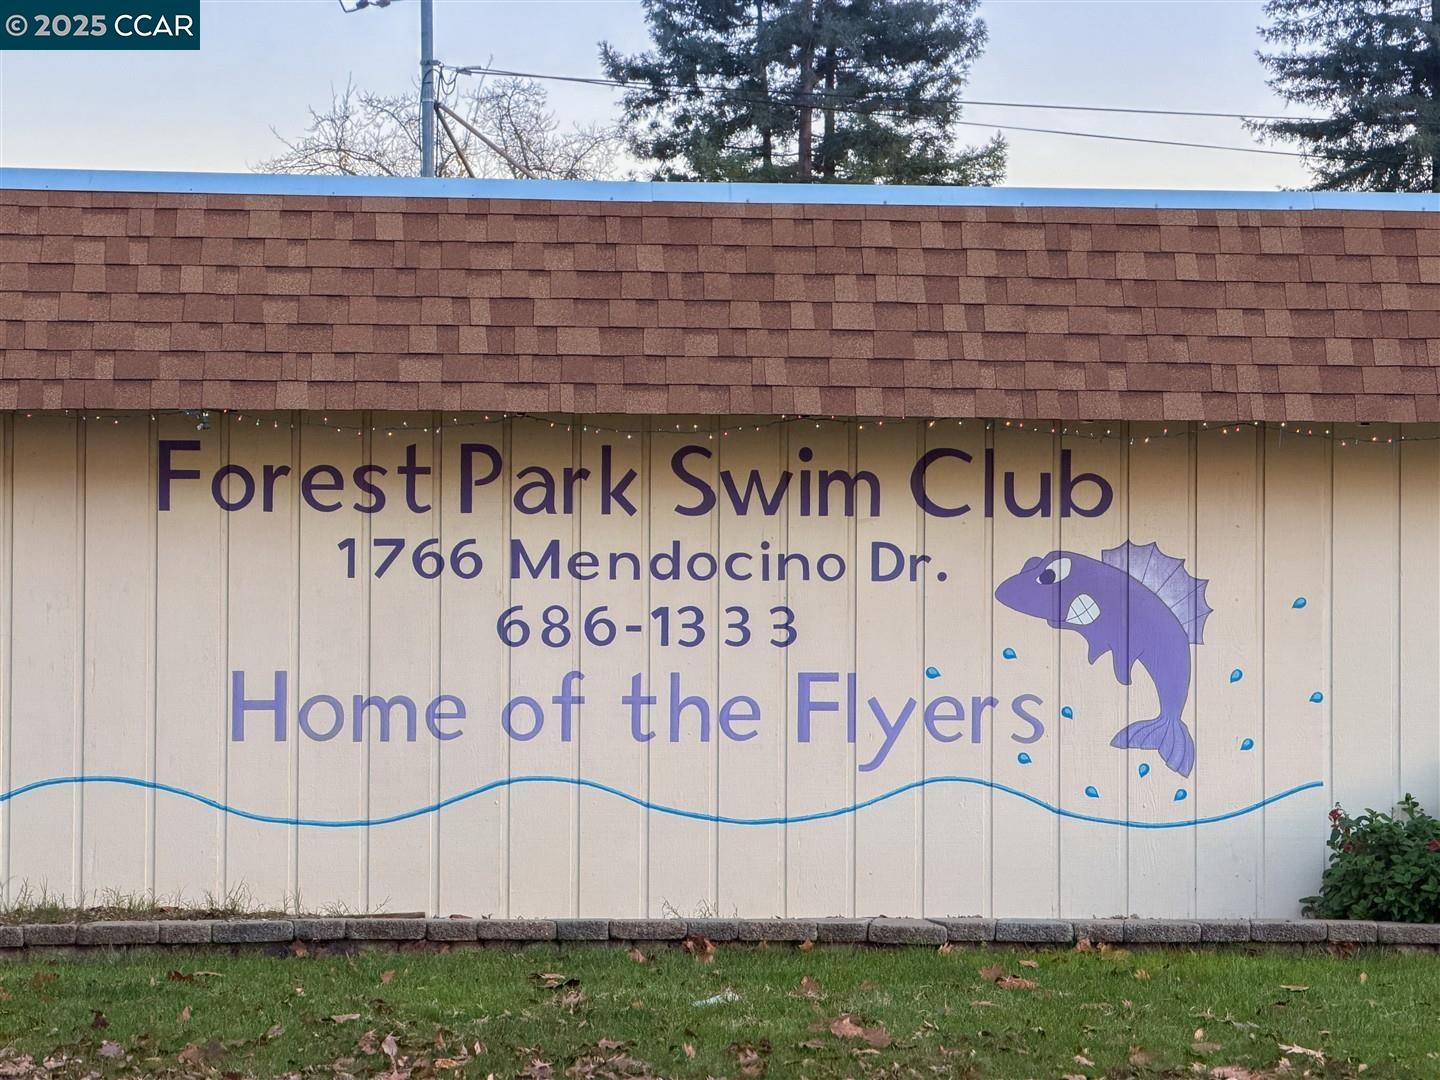 © 2025 CCAR
Forest Park Swim Club
1766 Mendocino Dr.
686-1333
Home of the Flyers